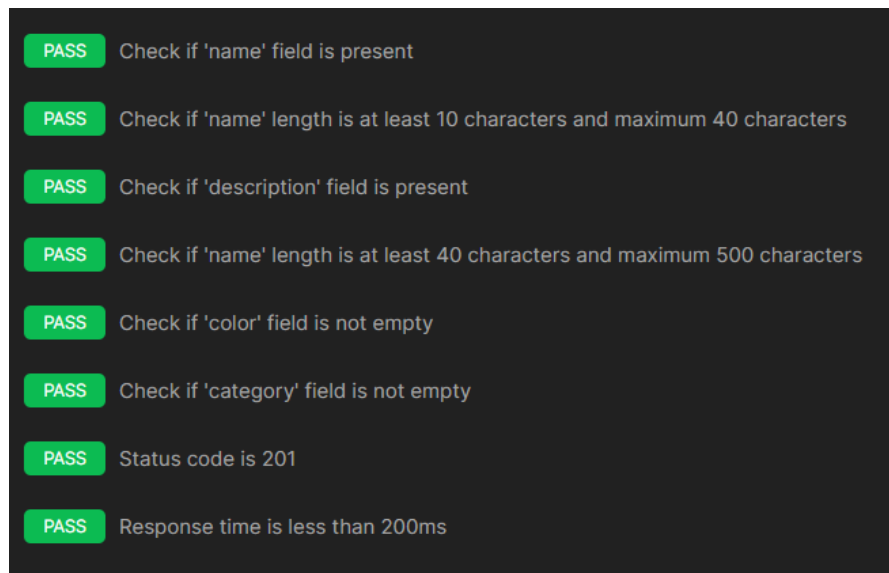 PASS Check if 'name' field is present
PASS Check if 'name' length is at least 10 characters and maximum 40 characters
PASS Check if 'description' field is present
PASS Check if 'name' length is at least 40 characters and maximum 500 characters
PASS Check if 'color' field is not empty
PASS Check if 'category' field is not empty
PASS Status code is 201
PASS Response time is less than 200ms